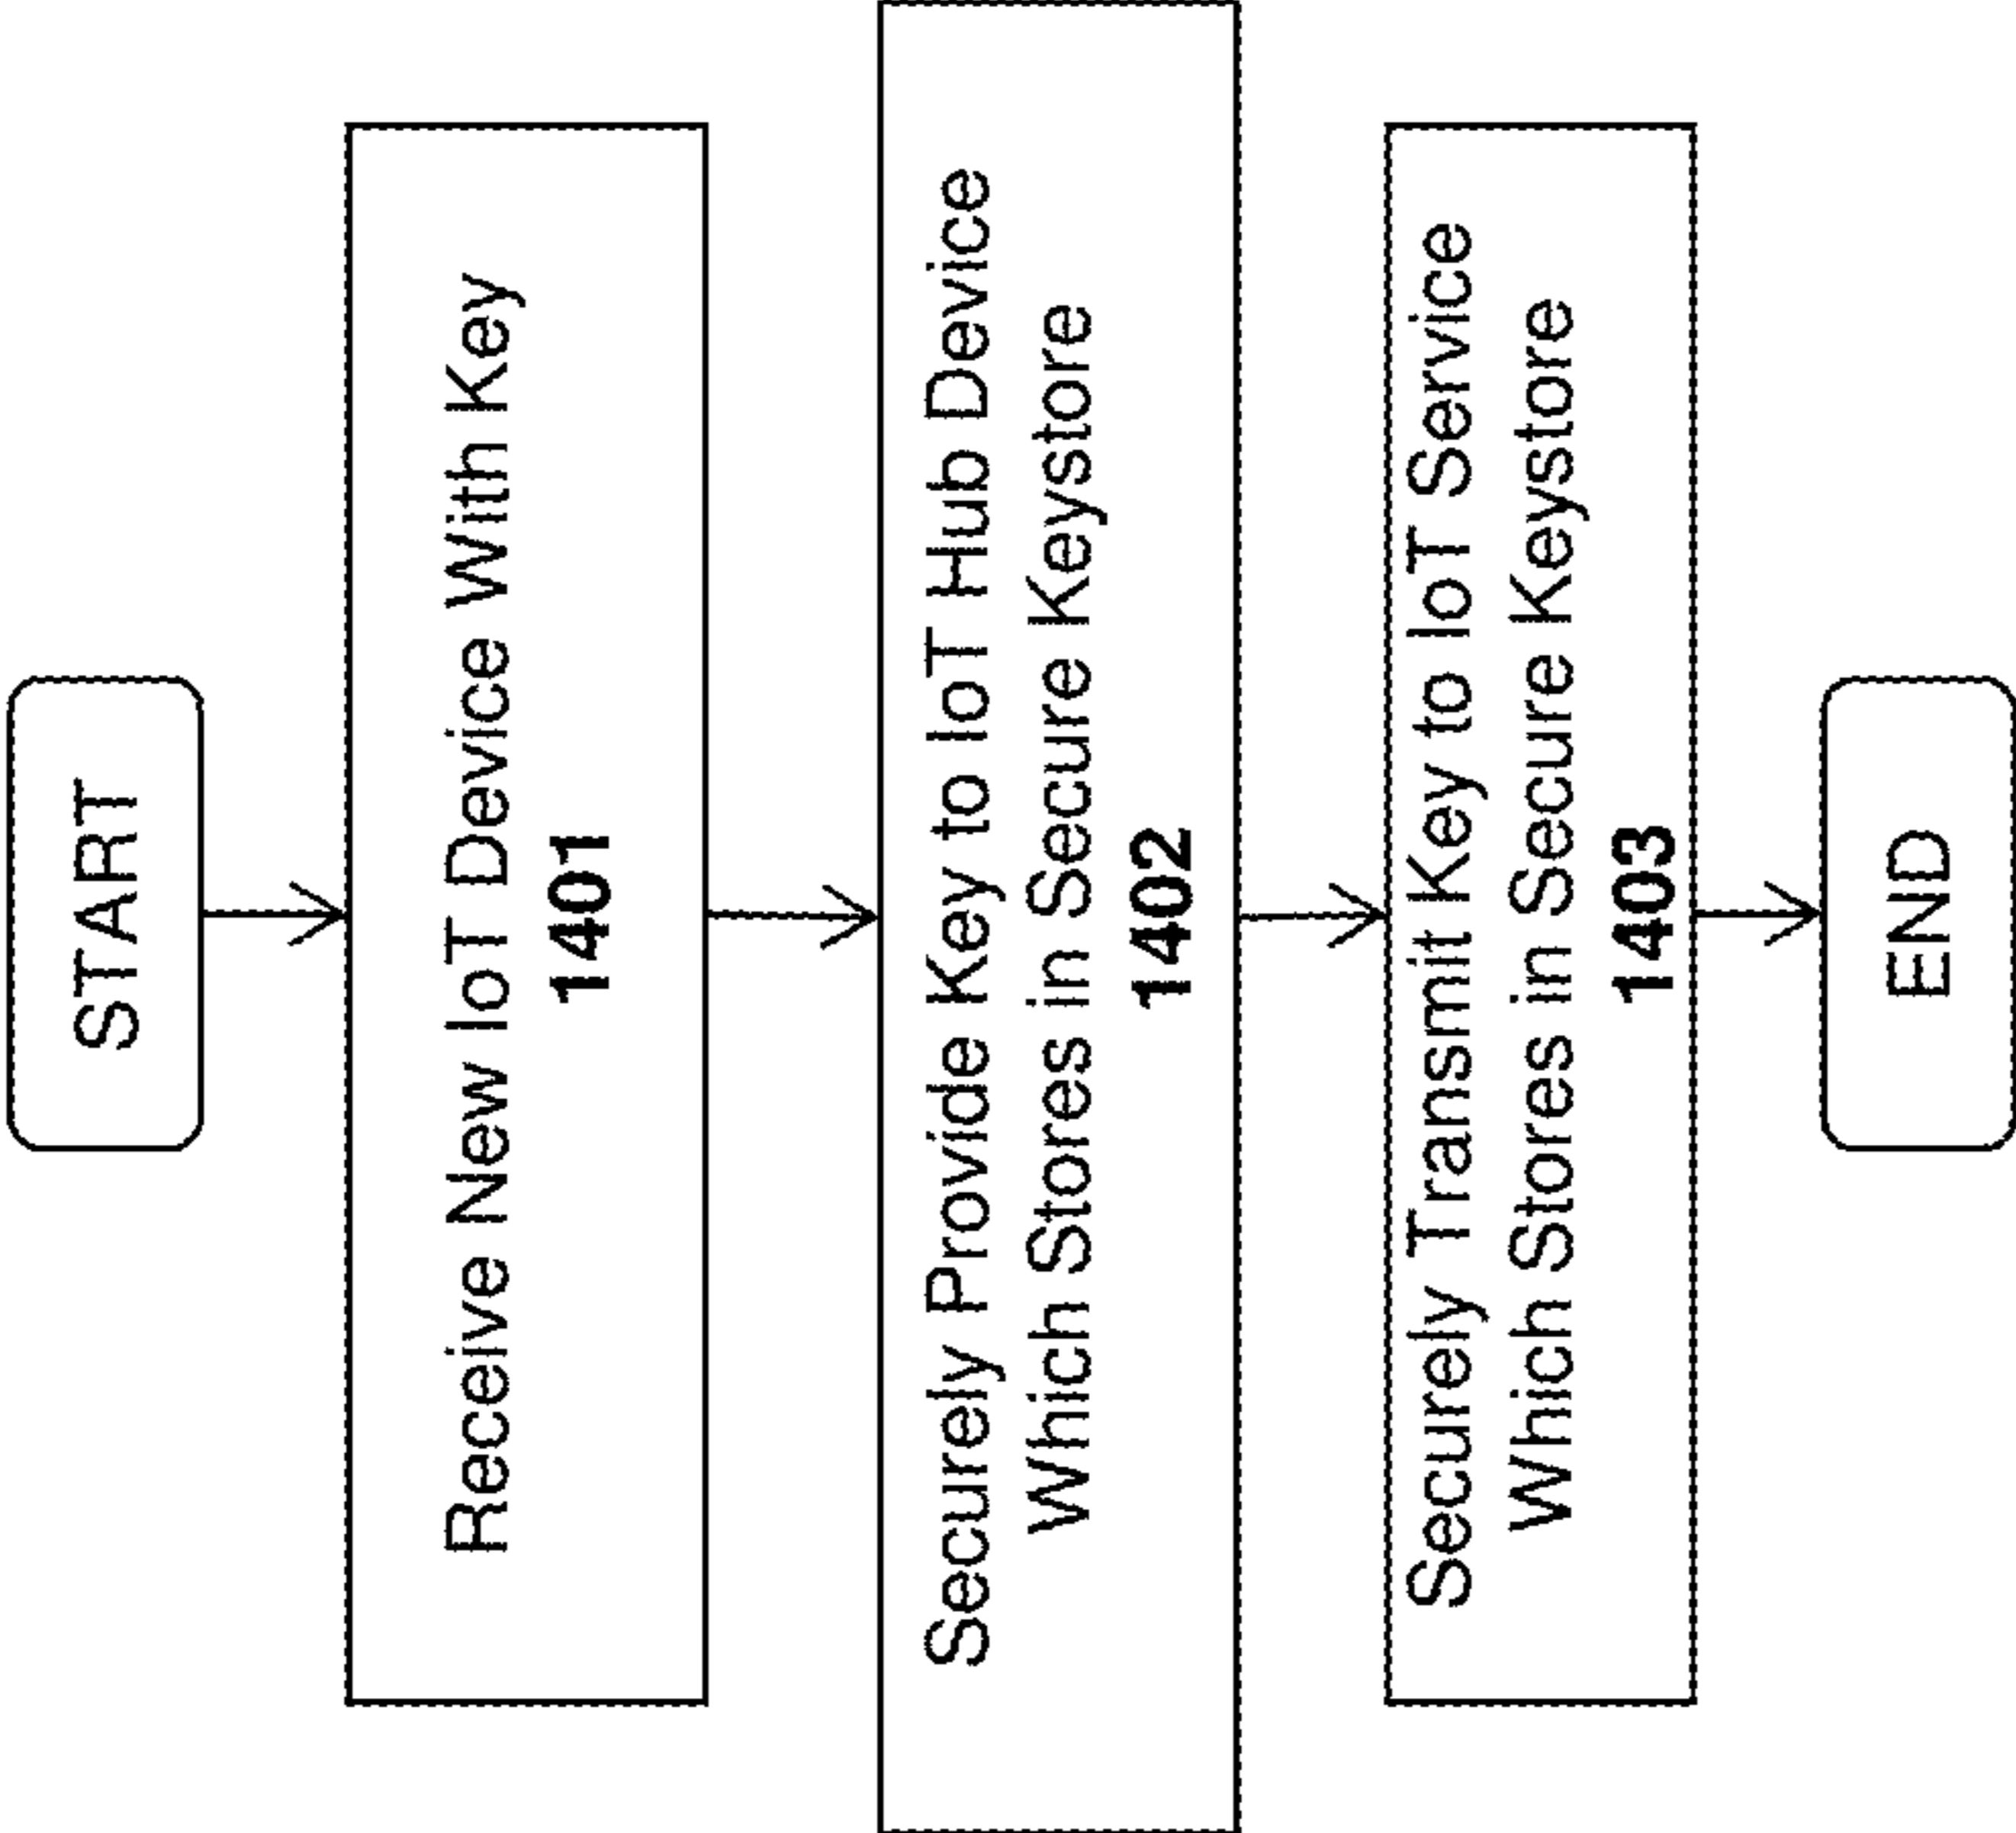 START
Receive New IoT Device With Key
1401
Securely Provide Key to IoT Hub Device
Which Stores in Secure Keystore
1402
Securely Transmit Key to IoT Service
Which Stores in Secure Keystore
1403
END